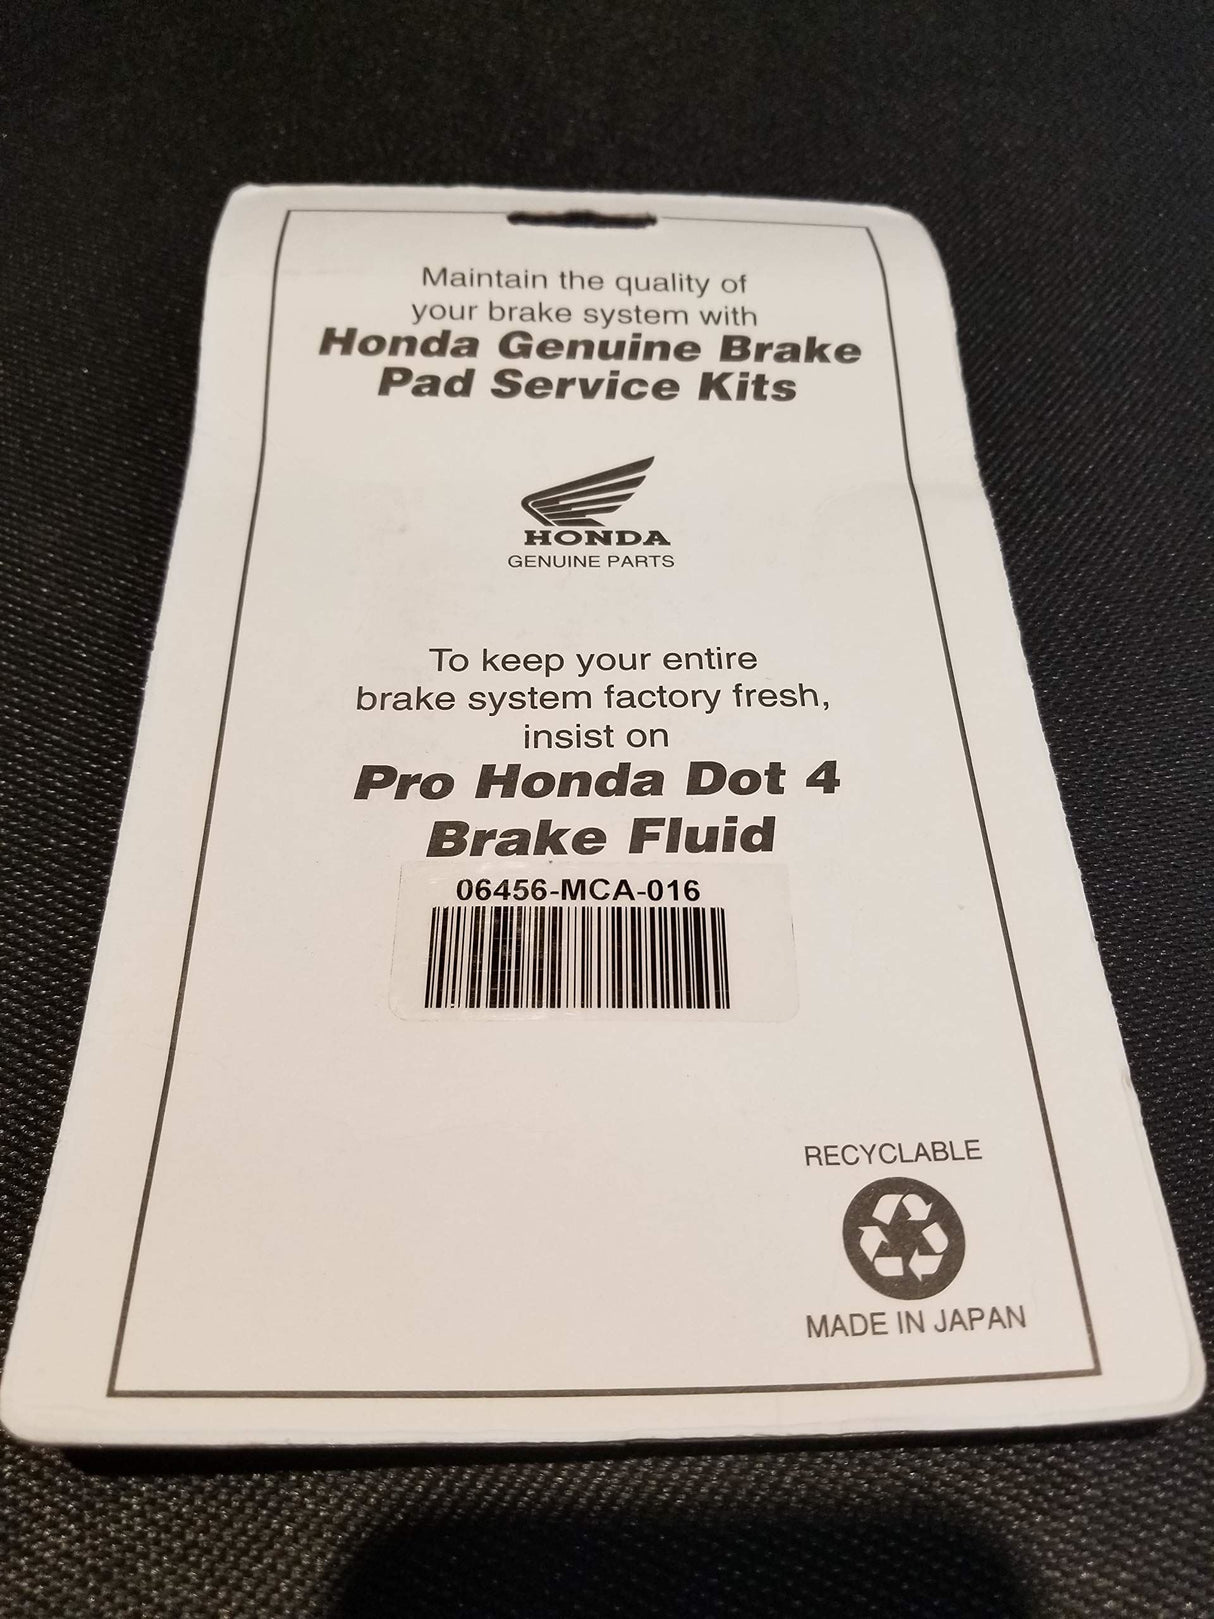 Maintain the quality of
your brake system with
Honda Genuine Brake
Pad Service Kits
HONDA
GENUINE PARTS
To keep your entire
brake system factory fresh,
insist on
Pro Honda Dot 4
Brake Fluid
06456-MCA-016
RECYCLABLE
MADE IN JAPAN